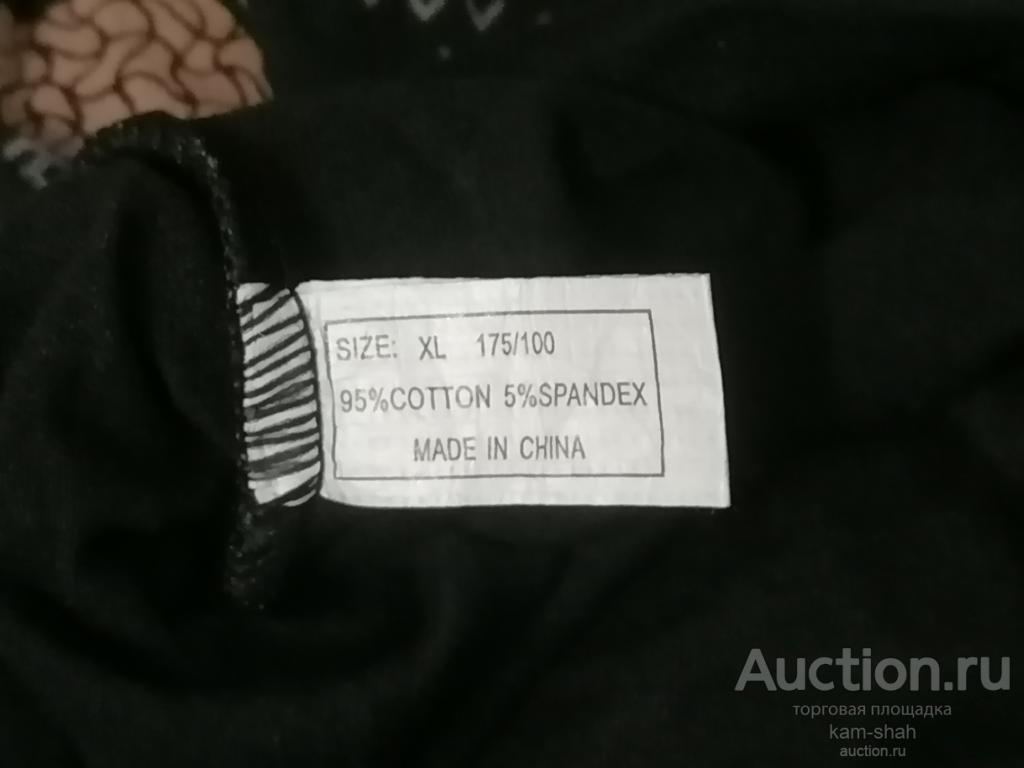 SIZE: XL 175/100
95%COTTON 5%SPANDEX
MADE IN CHINA
Auction.ru
торговая площадка
kam-shah
auction.ru